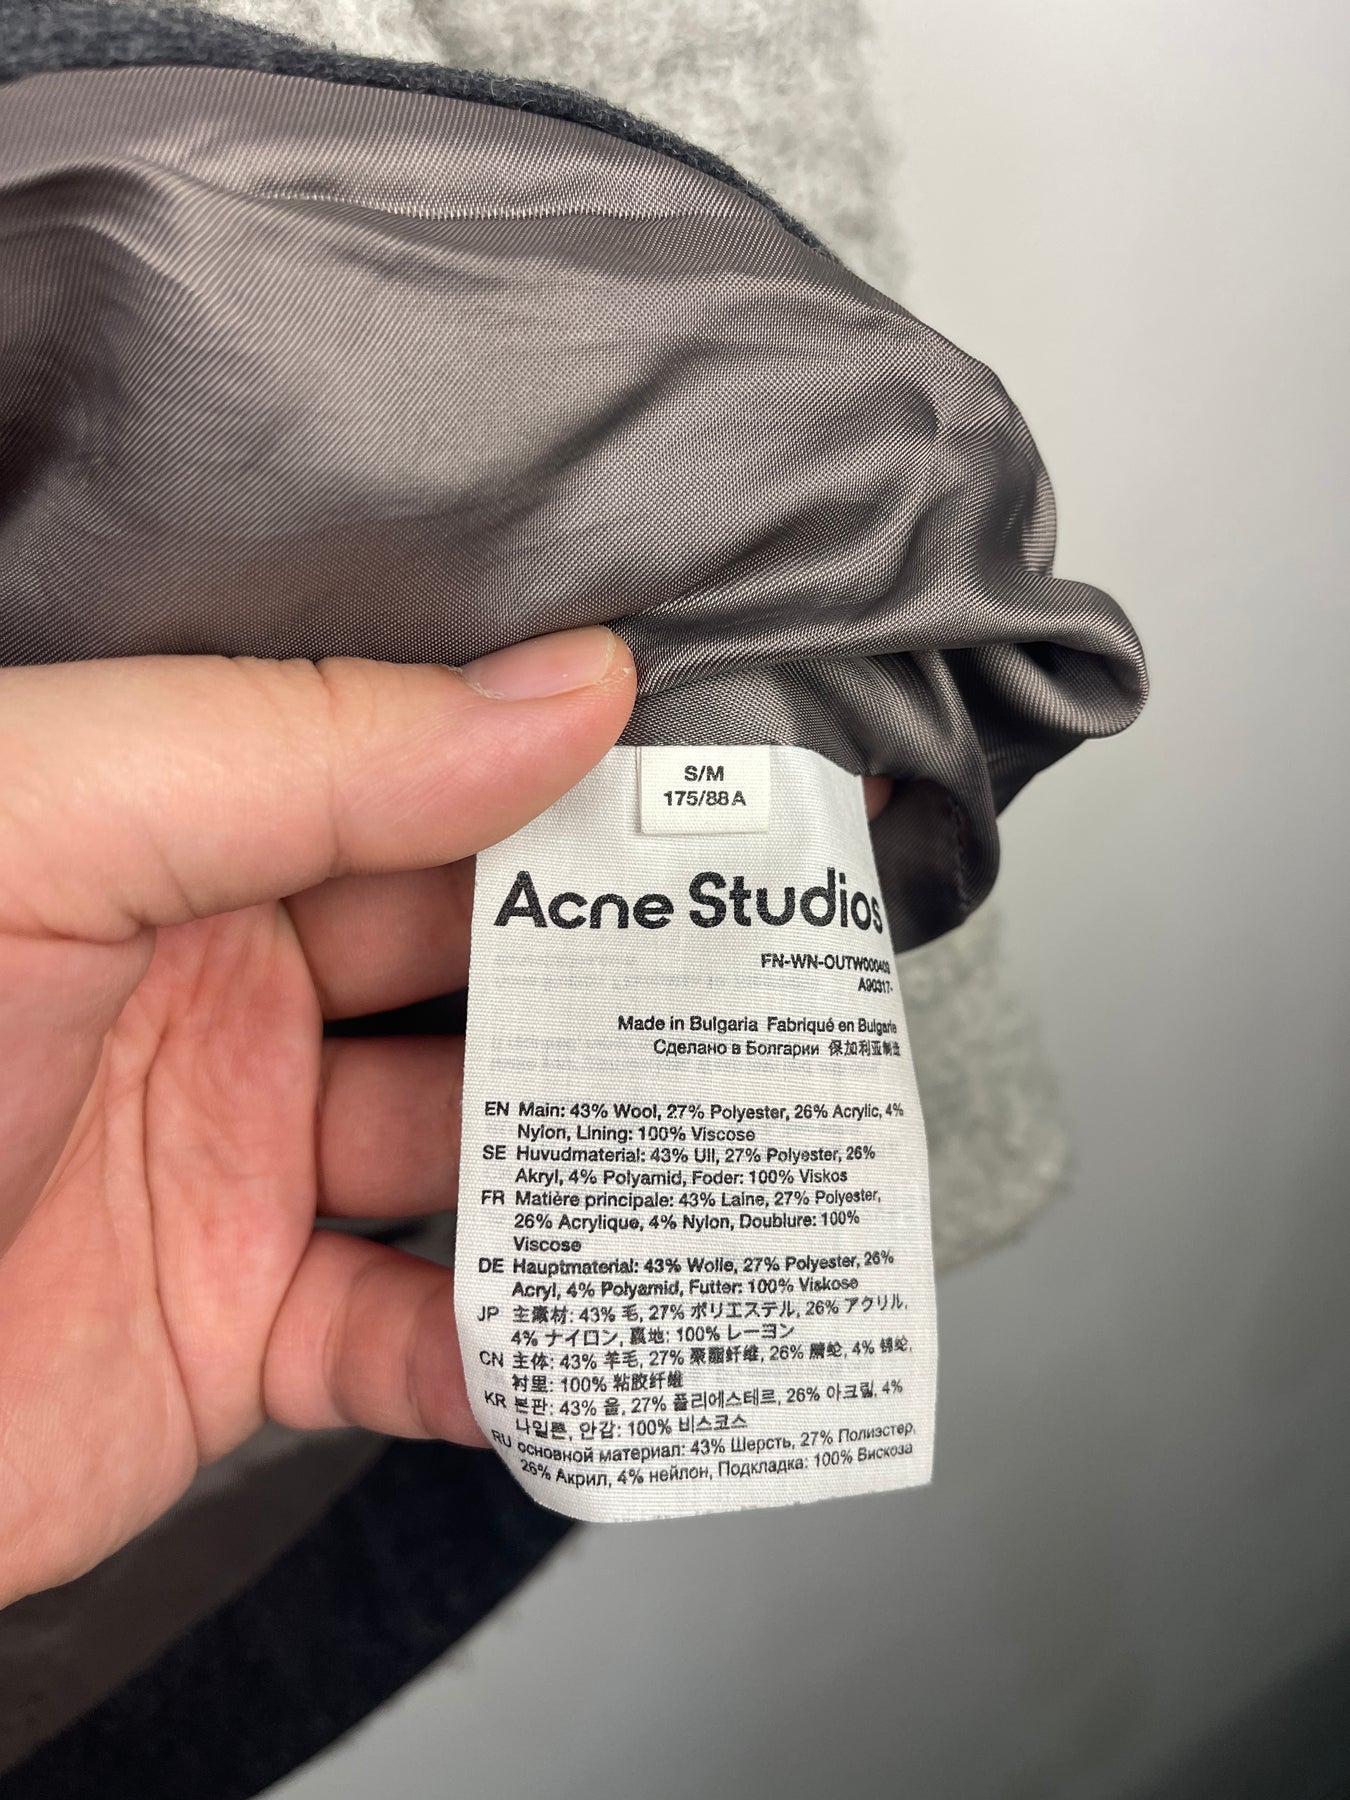 S/M
175/88A
Acne Studios
FN-WN-OUTW000403
A90317-
Made in Bulgaria Fabriqué en Bulgarie
Сделано в Болгарии 保加利亚制造
EN Main: 43% Wool, 27% Polyester, 26% Acrylic, 4%
Nylon, Lining: 100% Viscose
SE Huvudmaterial: 43% Ull, 27% Polyester, 26%
Akryl, 4% Polyamid, Foder: 100% Viskos
FR Matière principale: 43% Laine, 27% Polyester,
26% Acrylique, 4% Nylon, Doublure: 100%
Viscose
DE Hauptmaterial: 43% Wolle, 27% Polyester, 26%
Acryl, 4% Polyamid, Futter: 100% Viskose
JP 主素材: 43% 毛, 27% ポリエステル, 26% アクリル,
4% ナイロン, 裏地: 100% レーヨン
CN 主体: 43% 羊毛, 27% 聚酯纤维, 26% 腈纶, 4% 锦纶,
衬里: 100% 粘胶纤维
KR 본판: 43% 울, 27% 폴리에스테르, 26% 아크릴, 4%
나일론, 안감: 100% 비스코스
RU основной материал: 43% Шерсть, 27% Полиэстер,
26% Акрил, 4% нейлон, Подкладка: 100% Вискоза